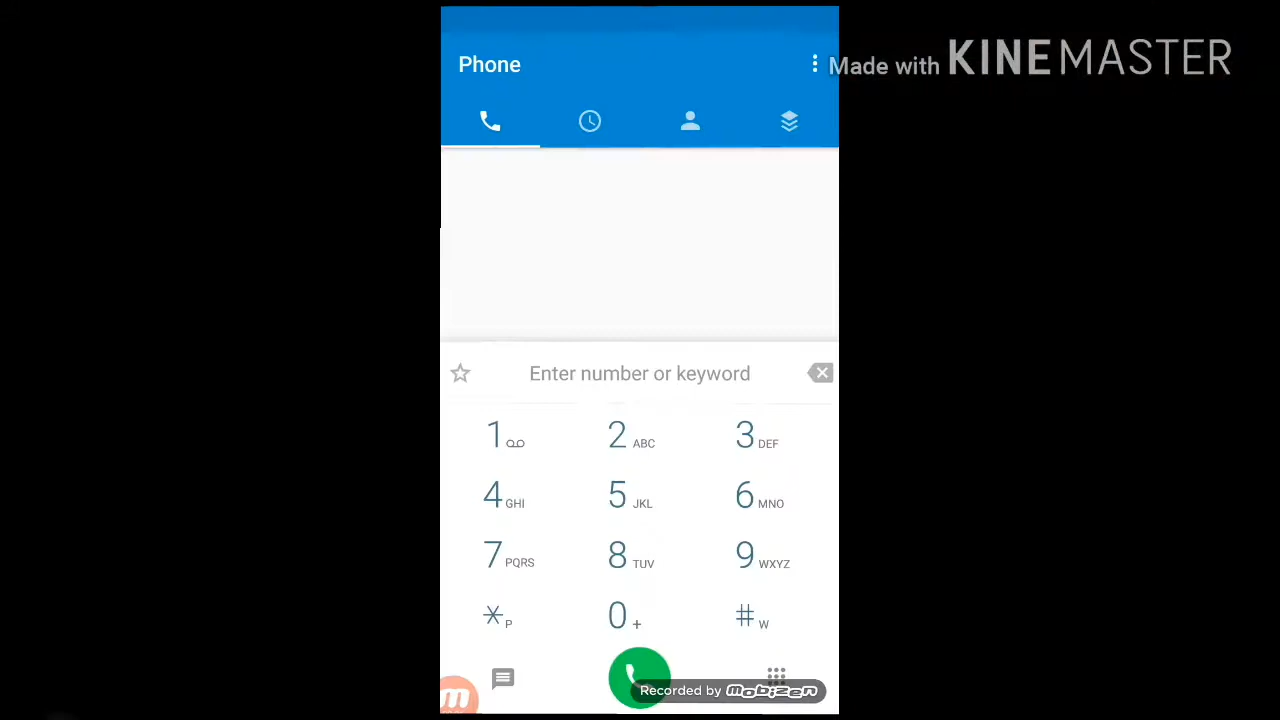 Phone
Made with KINEMASTER
Enter number or keyword
1 2 ABC 3 DEF
4 GHI 5 JKL 6 MNO
7 PQRS 8 TUV 9 WXYZ
* P 0 + # W
Recorded by mobizen